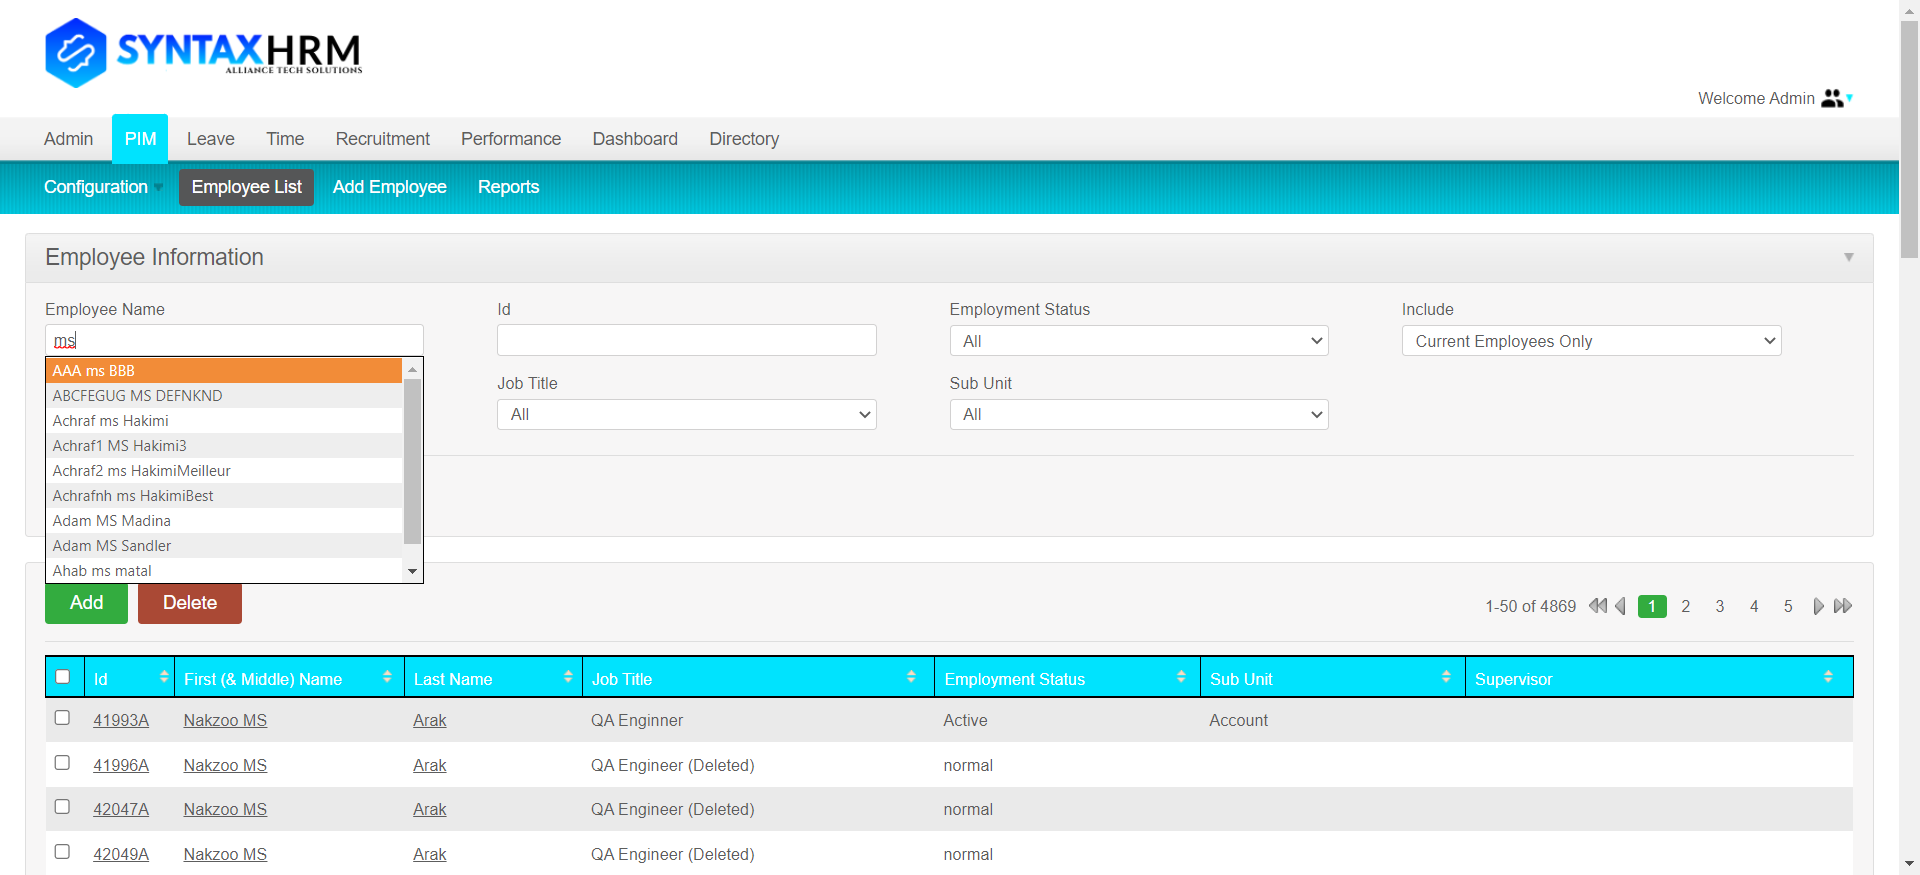 SYNTAXHRM
ALLIANCE TECH SOLUTIONS
Welcome Admin
Admin PIM Leave Time Recruitment Performance Dashboard Directory
Configuration Employee List Add Employee Reports
Employee Information
Employee Name Id Employment Status Include
ms All Current Employees Only
AAA ms BBB
ABCFEGUG MS DEFNKND
Achraf ms Hakimi
Achraf1 MS Hakimi3
Achraf2 ms HakimiMeilleur
Achrafnh ms HakimiBest
Adam MS Madina
Adam MS Sandler
Ahab ms matal
Job Title Sub Unit
All All
Add Delete 1-50 of 4869 1 2 3 4 5
Id First (& Middle) Name Last Name Job Title Employment Status Sub Unit Supervisor
41993A Nakzoo MS Arak QA Enginner Active Account
41996A Nakzoo MS Arak QA Engineer (Deleted) normal
42047A Nakzoo MS Arak QA Engineer (Deleted) normal
42049A Nakzoo MS Arak QA Engineer (Deleted) normal